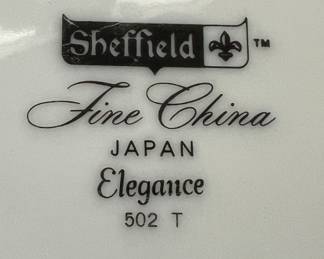 Sheffield ™
Fine China
JAPAN
Elegance
502 T